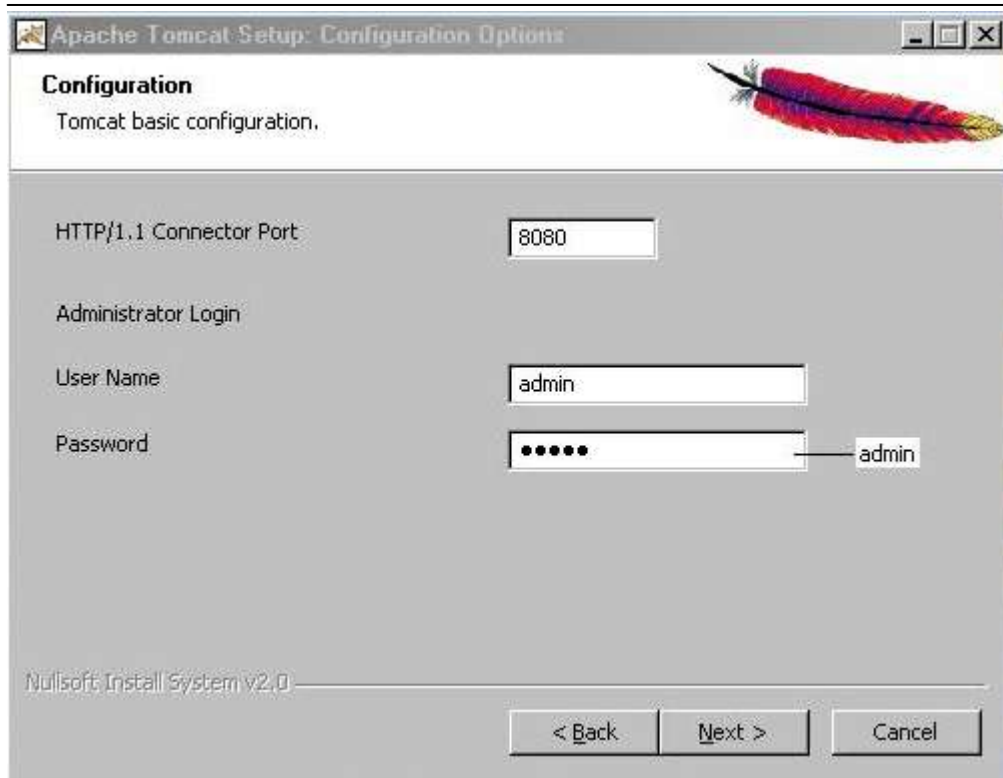 Apache Tomcat Setup: Configuration Options
Configuration
Tomcat basic configuration.
HTTP/1.1 Connector Port
8080
Administrator Login
User Name
admin
Password
●●●●●
admin
Nullsoft Install System v2.0
< Back
Next >
Cancel